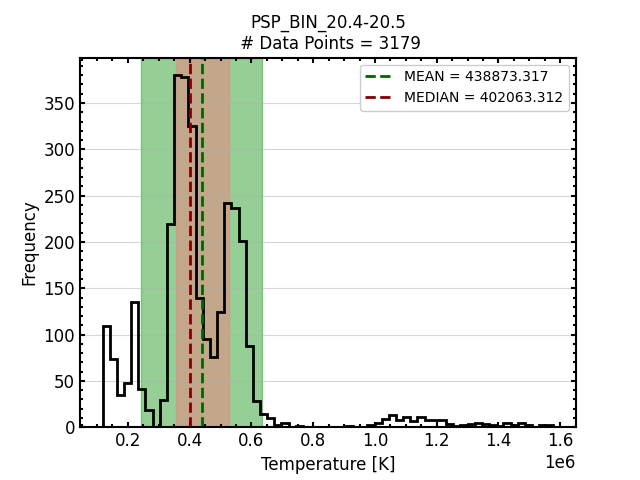 PSP_BIN_20.4-20.5
# Data Points = 3179
MEAN = 438873.317
MEDIAN = 402063.312
Frequency
350
300
250
200
150
100
50
0
0.2 0.4 0.6 0.8 1.0 1.2 1.4 1.6
1e6
Temperature [K]